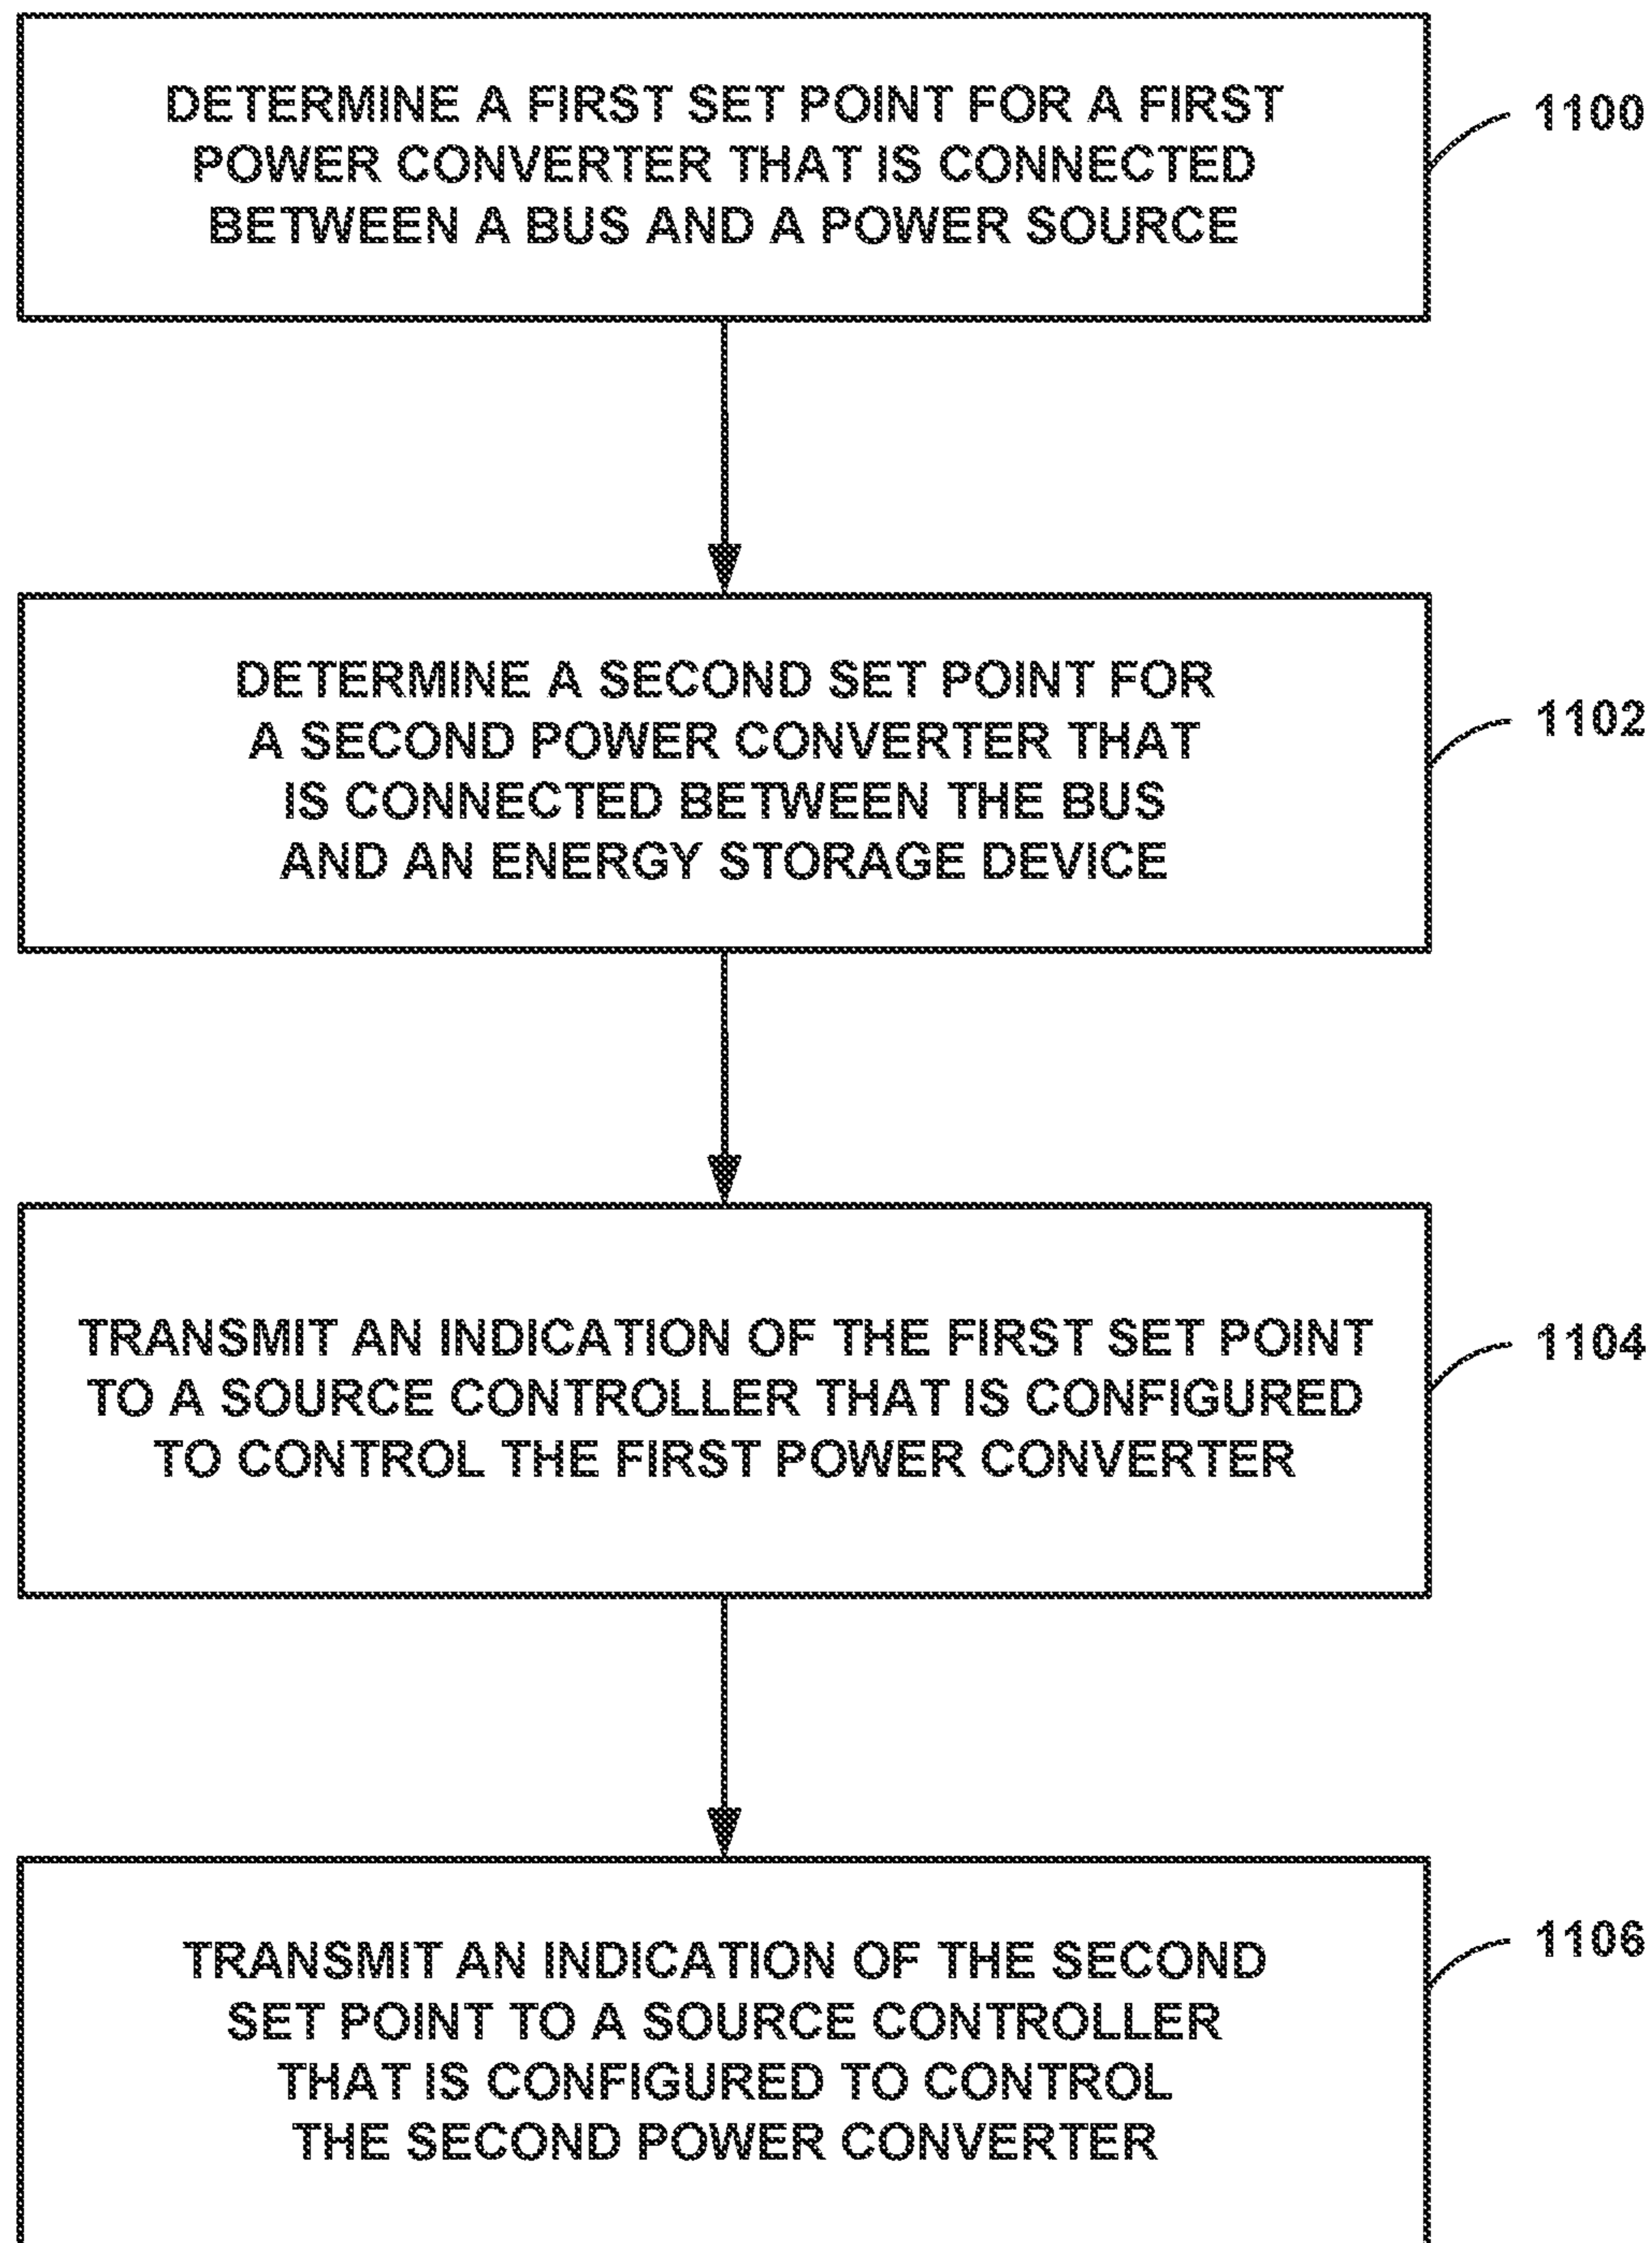 DETERMINE A FIRST SET POINT FOR A FIRST
POWER CONVERTER THAT IS CONNECTED
BETWEEN A BUS AND A POWER SOURCE
1100
DETERMINE A SECOND SET POINT FOR
A SECOND POWER CONVERTER THAT
IS CONNECTED BETWEEN THE BUS
AND AN ENERGY STORAGE DEVICE
1102
TRANSMIT AN INDICATION OF THE FIRST SET POINT
TO A SOURCE CONTROLLER THAT IS CONFIGURED
TO CONTROL THE FIRST POWER CONVERTER
1104
TRANSMIT AN INDICATION OF THE SECOND
SET POINT TO A SOURCE CONTROLLER
THAT IS CONFIGURED TO CONTROL
THE SECOND POWER CONVERTER
1106